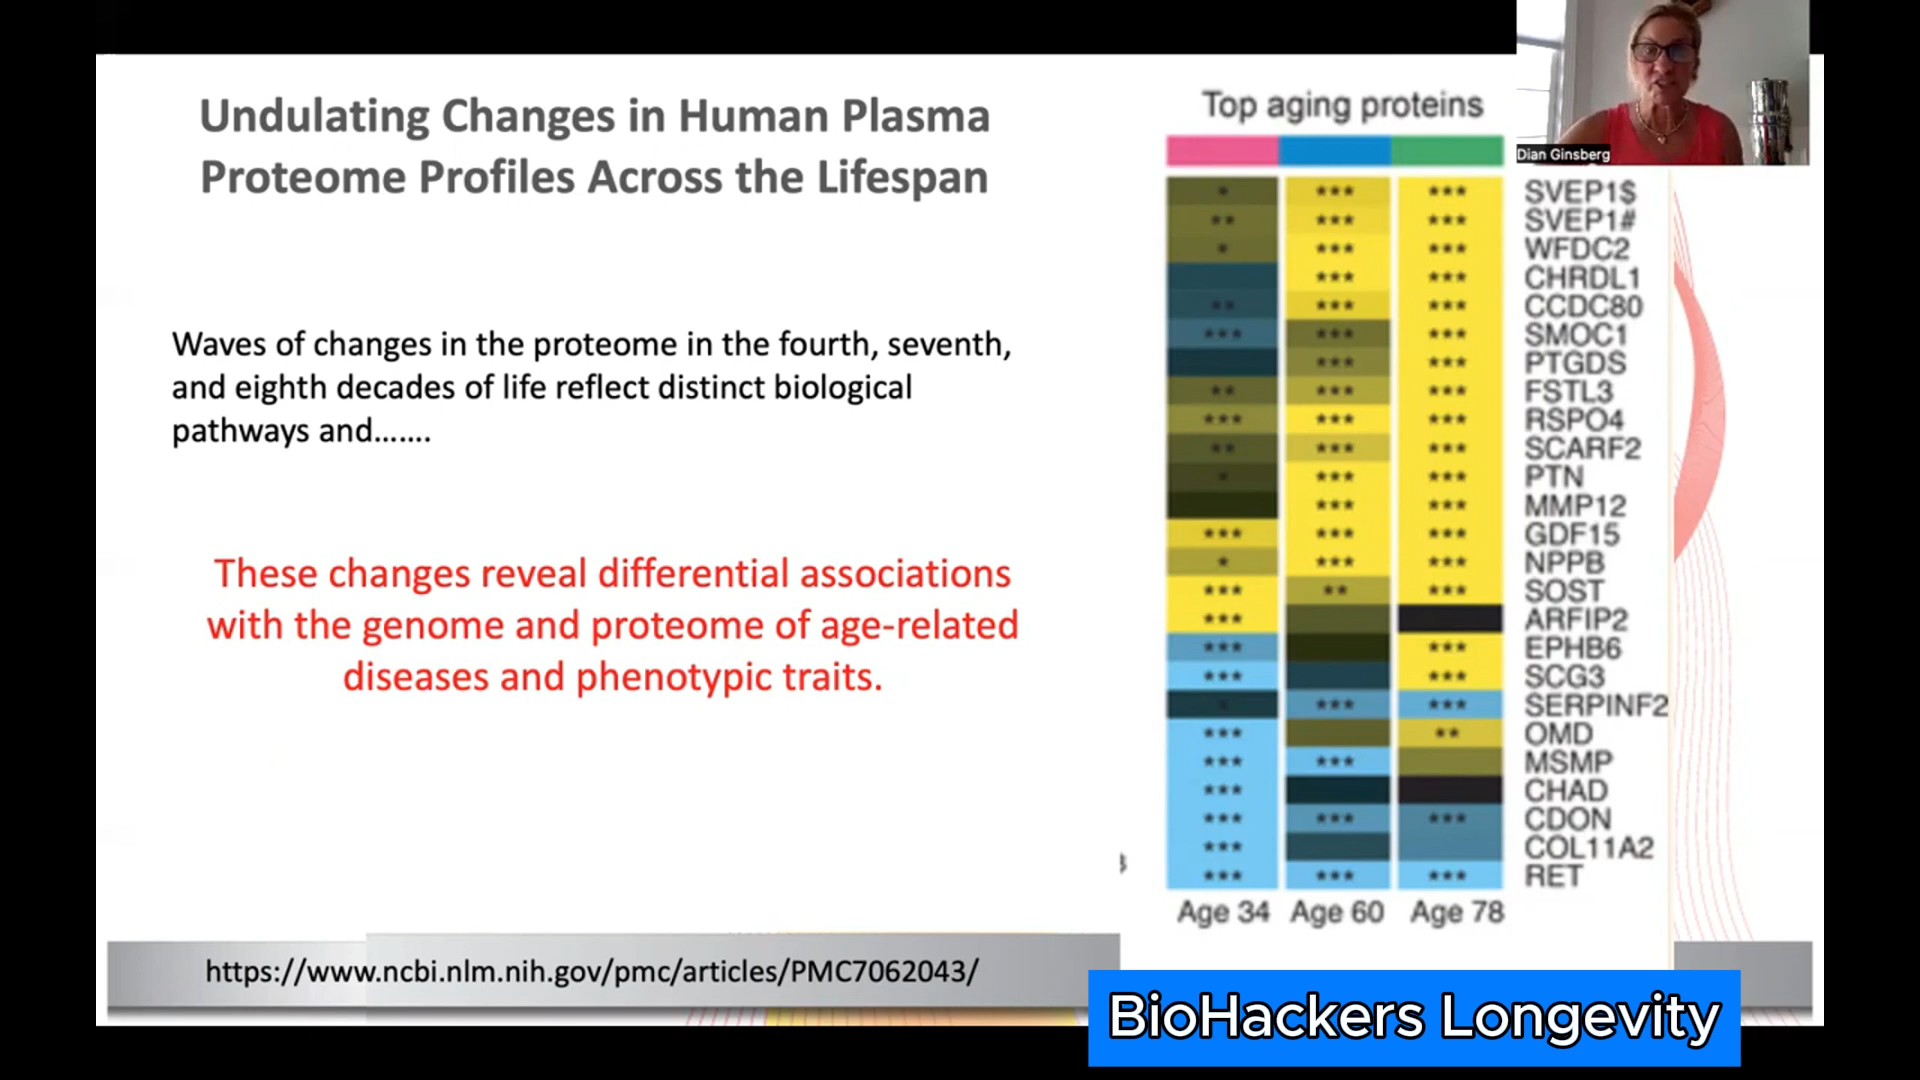 Undulating Changes in Human Plasma
Proteome Profiles Across the Lifespan
Waves of changes in the proteome in the fourth, seventh,
and eighth decades of life reflect distinct biological
pathways and.......
These changes reveal differential associations
with the genome and proteome of age-related
diseases and phenotypic traits.
https://www.ncbi.nlm.nih.gov/pmc/articles/PMC7062043/
Top aging proteins
* *** *** SVEP1$
** *** *** SVEP1#
* *** *** WFDC2
*** *** CHRDL1
** *** *** CCDC80
*** *** *** SMOC1
*** *** PTGDS
** *** *** FSTL3
*** *** *** RSPO4
** *** *** SCARF2
* *** *** PTN
*** *** MMP12
*** *** *** GDF15
* *** *** NPPB
*** ** *** SOST
*** ARFIP2
*** *** EPHB6
*** *** SCG3
* *** *** SERPINF2
*** ** OMD
*** *** MSMP
*** CHAD
*** *** *** CDON
*** COL11A2
*** *** *** RET
Age 34 Age 60 Age 78
Dian Ginsberg
BioHackers Longevity